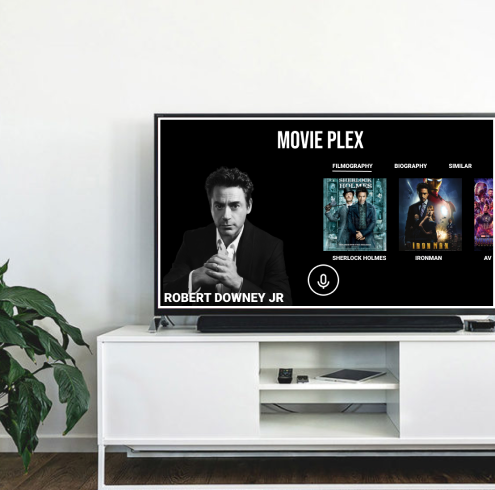 MOVIE PLEX
FILMOGRAPHY BIOGRAPHY SIMILAR
SHERLOCK
HOLMES
IRON MAN
SHERLOCK HOLMES IRONMAN AV
ROBERT DOWNEY JR